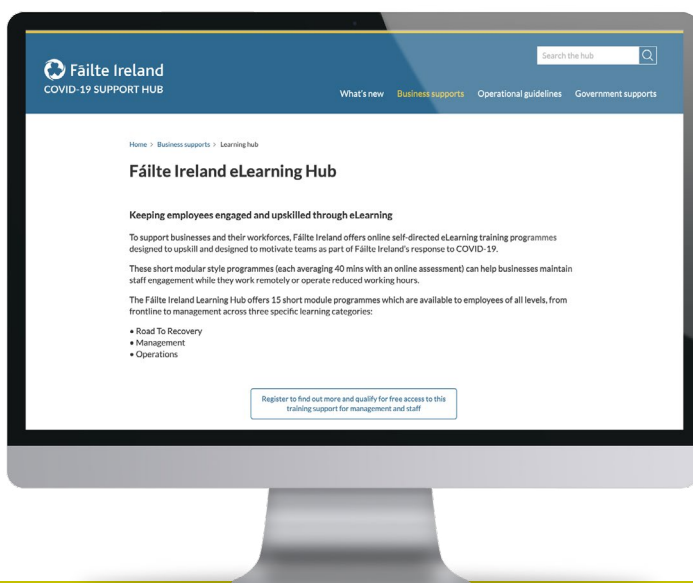 Fāilte Ireland
COVID-19 SUPPORT HUB
Search the hub
What's new Business supports Operational guidelines Government supports
Home > Business supports > Learning hub
Fáilte Ireland eLearning Hub
Keeping employees engaged and upskilled through eLearning
To support businesses and their workforces, Fáilte Ireland offers online self-directed eLearning training programmes
designed to upskill and designed to motivate teams as part of Fáilte Ireland's response to COVID-19.
These short modular style programmes (each averaging 40 mins with an online assessment) can help businesses maintain
staff engagement while they work remotely or operate reduced working hours.
The Fáilte Ireland Learning Hub offers 15 short module programmes which are available to employees of all levels, from
frontline to management across three specific learning categories:
• Road To Recovery
• Management
• Operations
Register to find out more and qualify for free access to this
training support for management and staff